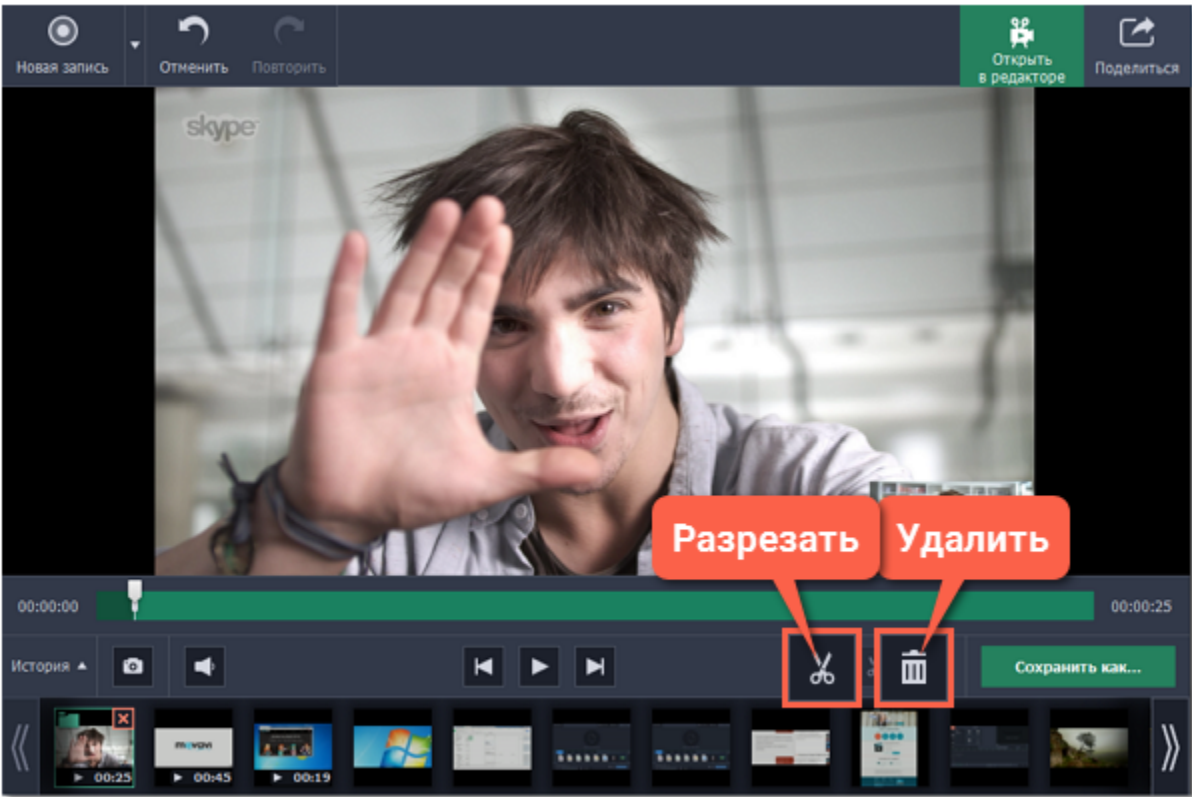 Новая запись
Отменить
Повторить
Открыть
в редакторе
Поделиться
skype
Разрезать
Удалить
00:00:00
00:00:25
История
Сохранить как...
movavi
00:25
00:45
00:19